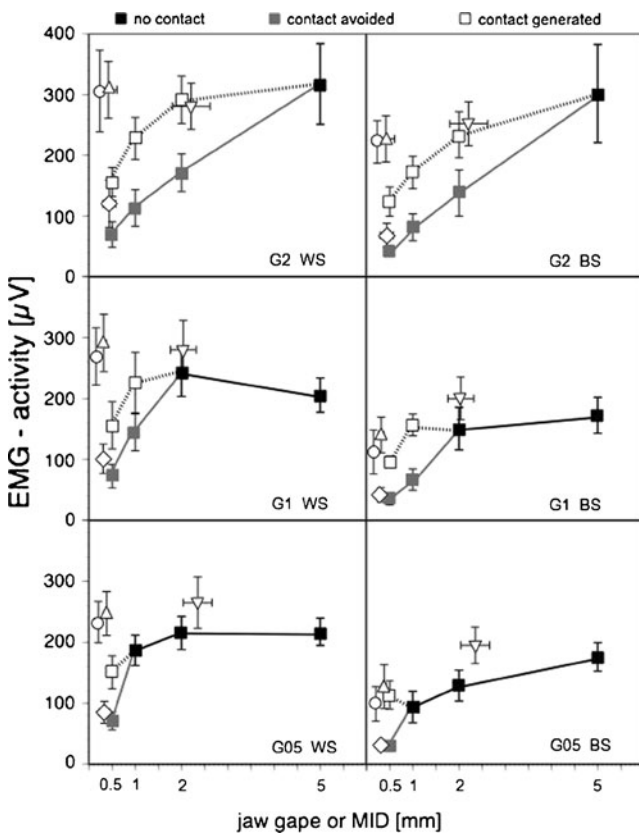 no contact contact avoided contact generated
EMG - activity [µV]
400
300
200
100
0
G2 WS
G2 BS
300
200
100
0
G1 WS
G1 BS
300
200
100
0
G05 WS
G05 BS
0.5 1 2 5
0.5 1 2 5
jaw gape or MID [mm]